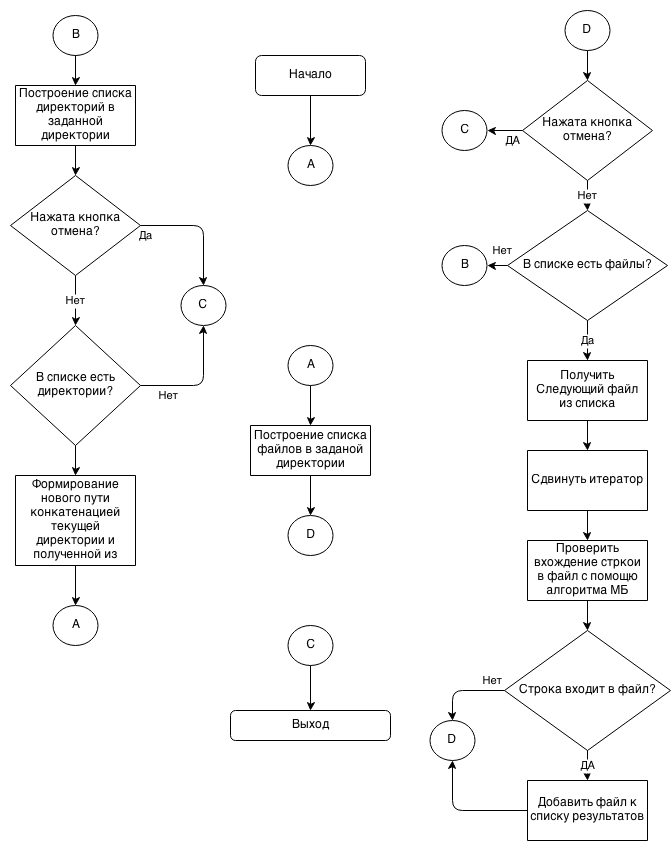 B
Построение списка
директорий в
заданной
директории
Нажата кнопка
отмена?
Да
Нет
C
В списке есть
директории?
Нет
Формирование
нового пути
конкатенацией
текущей
директории и
полученной из
A
Начало
A
A
Построение списка
файлов в заданой
директории
D
C
Выход
D
Нажата кнопка
отмена?
ДА
C
Нет
В списке есть файлы?
Нет
B
Да
Получить
Следующий файл
из списка
Сдвинуть итератор
Проверить
вхождение стркои
в файл с помощю
алгоритма МБ
Строка входит в файл?
Нет
D
ДА
Добавить файл к
списку результатов